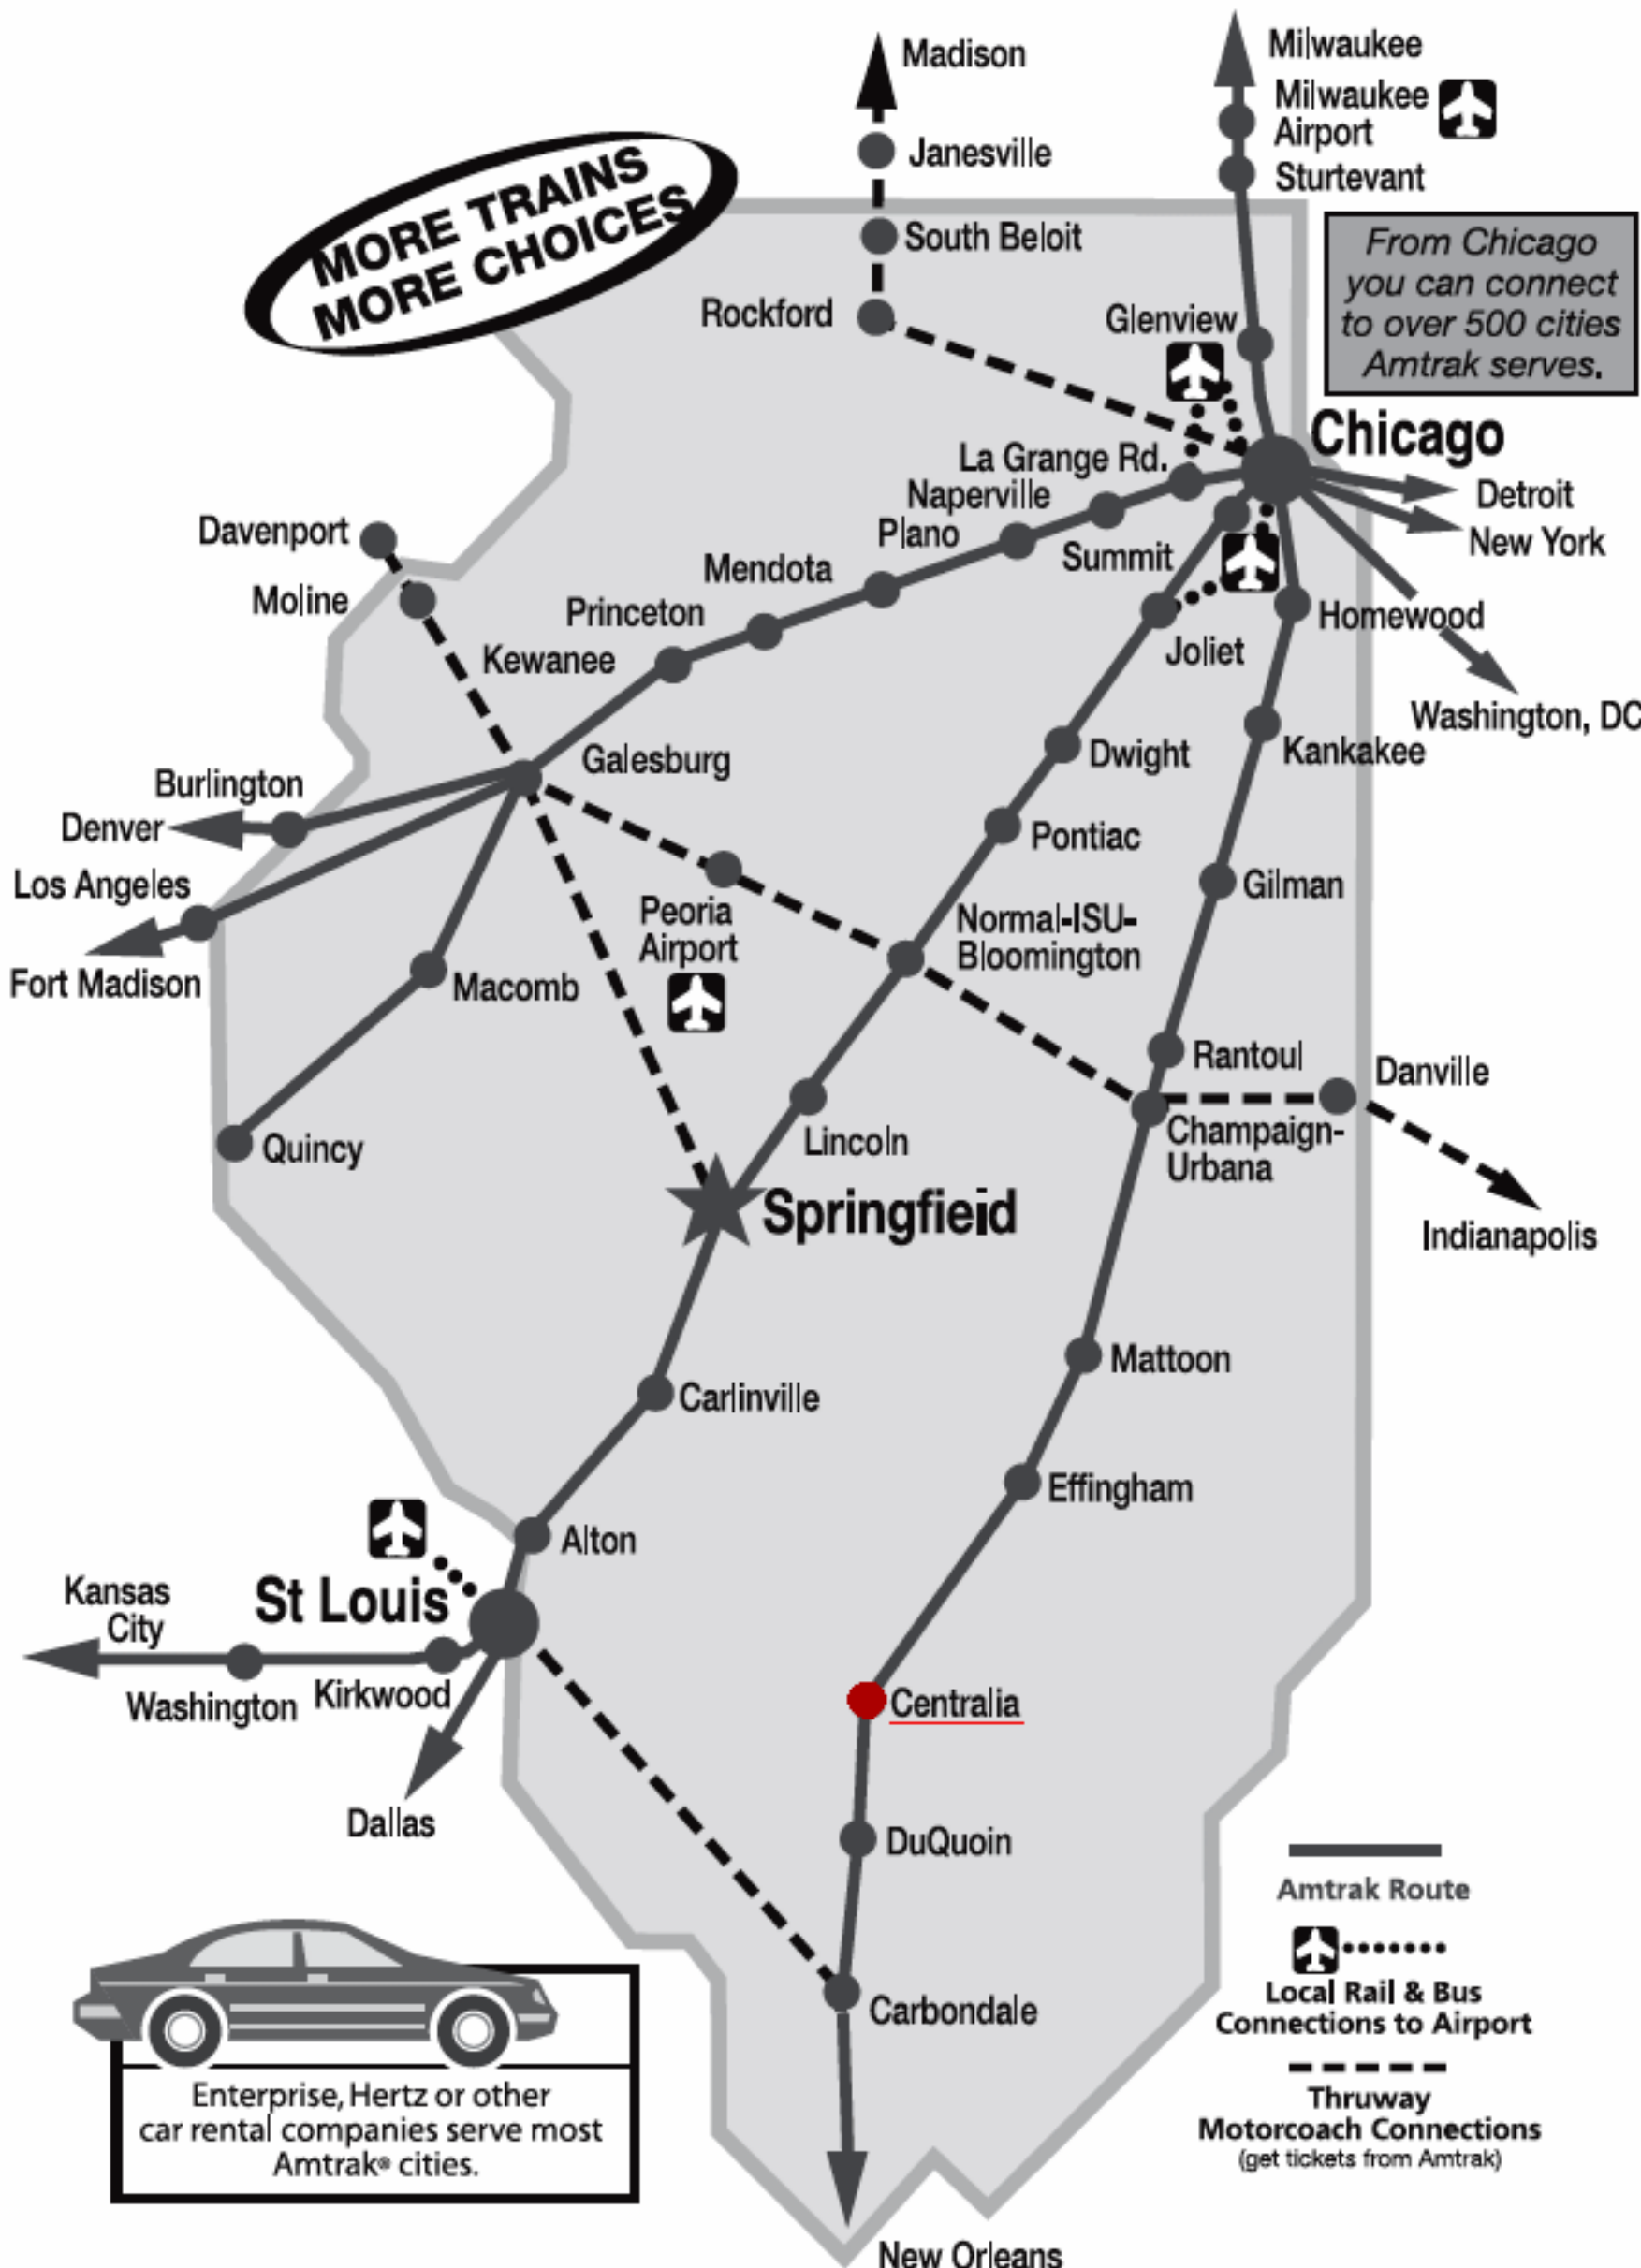 Madison
Milwaukee
Milwaukee
Airport
Janesville
Sturtevant
MORE TRAINS
MORE CHOICES
South Beloit
From Chicago
you can connect
to over 500 cities
Amtrak serves.
Rockford
Glenview
Chicago
La Grange Rd.
Naperville
Detroit
Plano
New York
Davenport
Summit
Mendota
Moline
Princeton
Homewood
Kewanee
Joliet
Washington, DC
Galesburg
Dwight
Kankakee
Burlington
Denver
Pontiac
Los Angeles
Gilman
Peoria
Airport
Normal-ISU-
Bloomington
Fort Madison
Macomb
Rantoul
Danville
Quincy
Lincoln
Champaign-
Urbana
Springfield
Indianapolis
Mattoon
Carlinville
Effingham
Alton
Kansas
City
St Louis
Washington
Kirkwood
Centralia
Dallas
DuQuoin
Amtrak Route
Local Rail & Bus
Connections to Airport
Carbondale
Thruway
Motorcoach Connections
(get tickets from Amtrak)
Enterprise, Hertz or other
car rental companies serve most
Amtrak® cities.
New Orleans